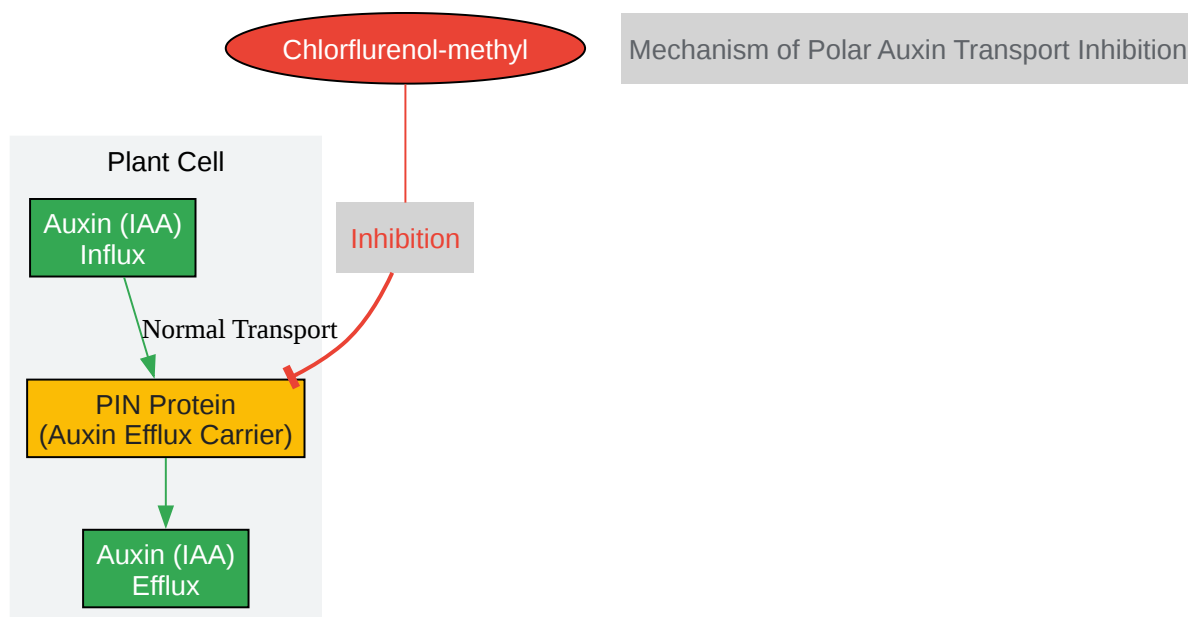 Chlorflurenol-methyl
Mechanism of Polar Auxin Transport Inhibition
Plant Cell
Auxin (IAA)
Influx
Inhibition
Normal Transport
PIN Protein
(Auxin Efflux Carrier)
Auxin (IAA)
Efflux